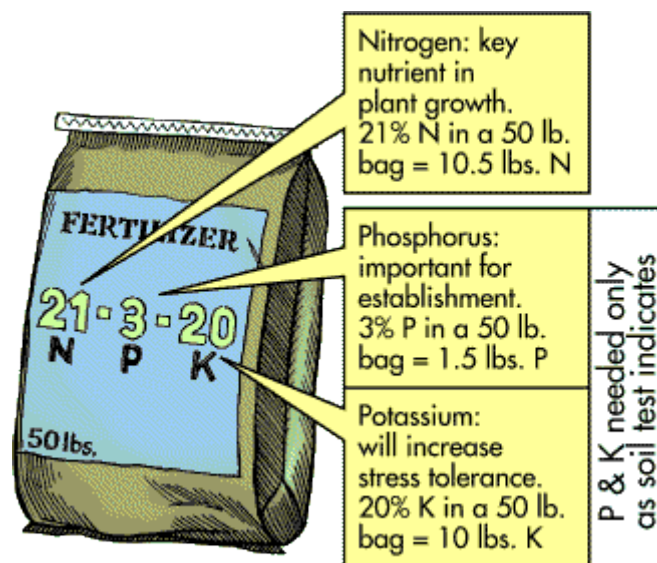 Nitrogen: key
nutrient in
plant growth.
21% N in a 50 lb.
bag = 10.5 lbs. N
FERTILIZER
21-3-20
N P K
50 lbs.
Phosphorus:
important for
establishment.
3% P in a 50 lb.
bag = 1.5 lbs. P
Potassium:
will increase
stress tolerance.
20% K in a 50 lb.
bag = 10 lbs. K
P & K needed only
as soil test indicates